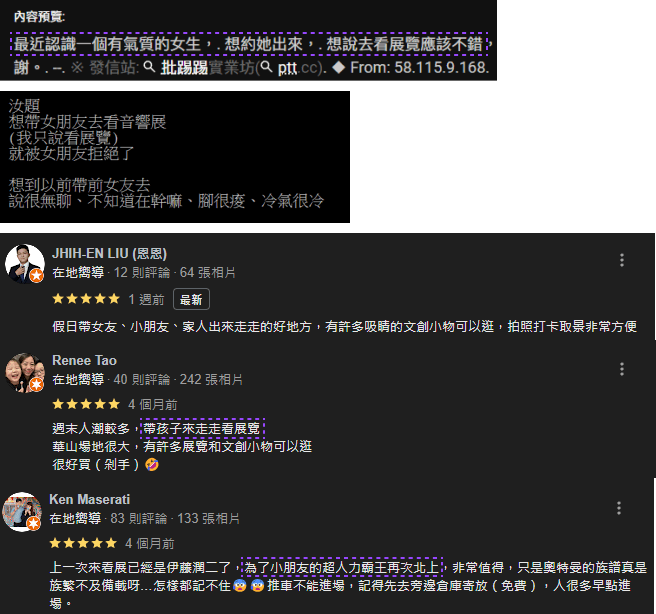 內容預覽:
最近認識一個有氣質的女生, . 想約她出來, . 想說去看展覽應該不錯,
謝。. --. ※ 發信站: 批踢踢實業坊(ptt.cc). ◆ From: 58.115.9.168.
汝題
想帶女朋友去看音響展
(我只說看展覽)
就被女朋友拒絕了
想到以前帶前女友去
說很無聊、不知道在幹嘛、腳很痠、冷氣很冷
JHIH-EN LIU (恩恩)
在地嚮導 · 12 則評論 · 64 張相片
★★★★★ 1 週前 最新
假日帶女友、小朋友、家人出來走走的好地方，有許多吸睛的文創小物可以逛，拍照打卡取景非常方便
Renee Tao
在地嚮導 · 40 則評論 · 242 張相片
★★★★★ 4 個月前
週末人潮較多，帶孩子來走走看展覽
華山場地很大，有許多展覽和文創小物可以逛
很好買（剁手）🤣
Ken Maserati
在地嚮導 · 83 則評論 · 133 張相片
★★★★★ 4 個月前
上一次來看展已經是伊藤潤二了，為了小朋友的超人力霸王再次北上，非常值得，只是奧特曼的族譜真是
族繁不及備載呀...怎樣都記不住😨😨推車不能進場，記得先去旁邊倉庫寄放（免費），人很多早點進
場。